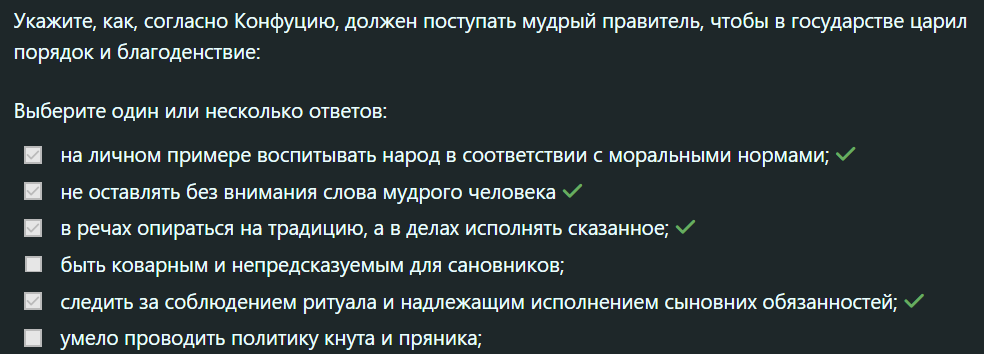 Укажите, как, согласно Конфуцию, должен поступать мудрый правитель, чтобы в государстве царил
порядок и благоденствие:
Выберите один или несколько ответов:
на личном примере воспитывать народ в соответствии с моральными нормами;
не оставлять без внимания слова мудрого человека
в речах опираться на традицию, а в делах исполнять сказанное;
быть коварным и непредсказуемым для сановников;
следить за соблюдением ритуала и надлежащим исполнением сыновних обязанностей;
умело проводить политику кнута и пряника;